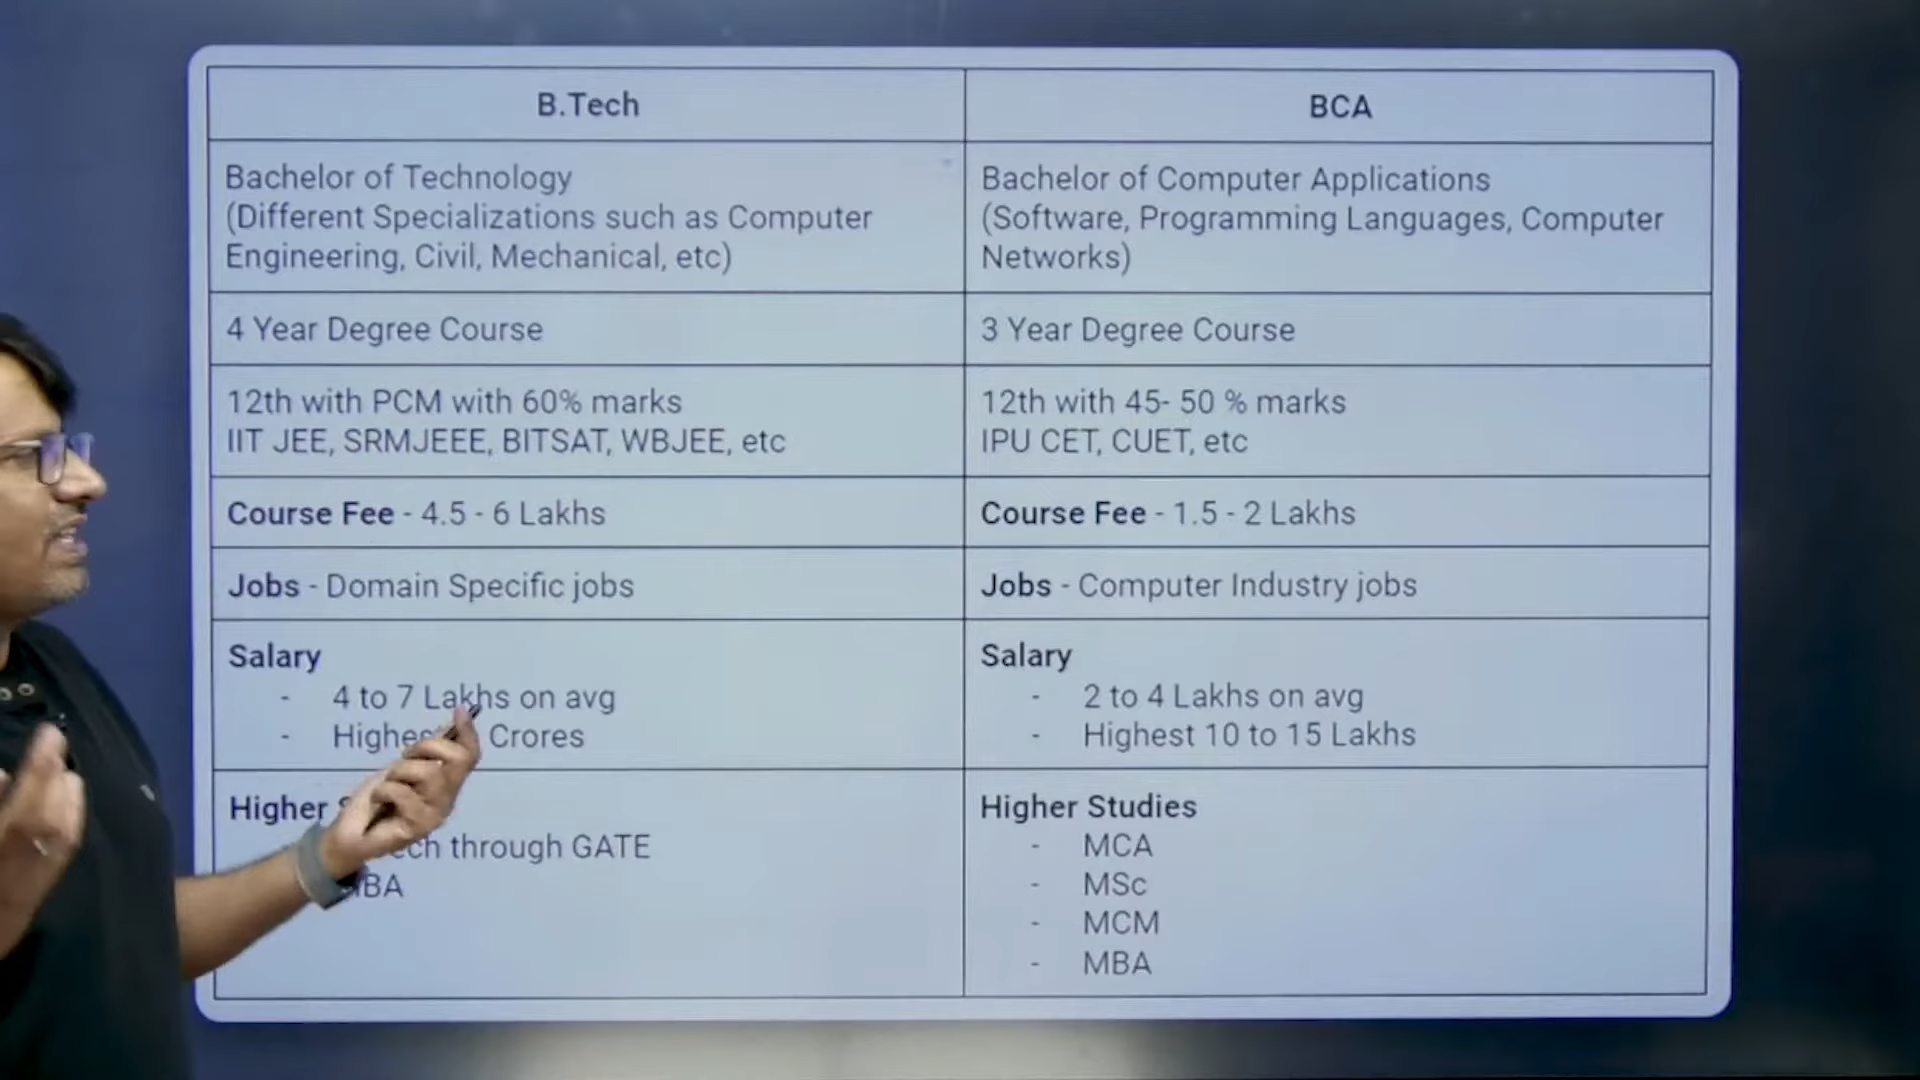 B.Tech
BCA
Bachelor of Technology
(Different Specializations such as Computer
Engineering, Civil, Mechanical, etc)
Bachelor of Computer Applications
(Software, Programming Languages, Computer
Networks)
4 Year Degree Course
3 Year Degree Course
12th with PCM with 60% marks
IIT JEE, SRMJEEE, BITSAT, WBJEE, etc
12th with 45- 50 % marks
IPU CET, CUET, etc
Course Fee - 4.5 - 6 Lakhs
Course Fee - 1.5 - 2 Lakhs
Jobs - Domain Specific jobs
Jobs - Computer Industry jobs
Salary
- 4 to 7 Lakhs on avg
- Highest Crores
Salary
- 2 to 4 Lakhs on avg
- Highest 10 to 15 Lakhs
Higher
through GATE
Higher Studies
- MCA
- MSc
- MCM
- MBA